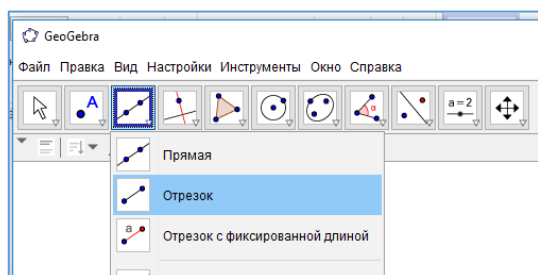 GeoGebra
Файл Правка Вид Настройки Инструменты Окно Справка
A
α
a = 2
Прямая
Отрезок
a
Отрезок с фиксированной длиной